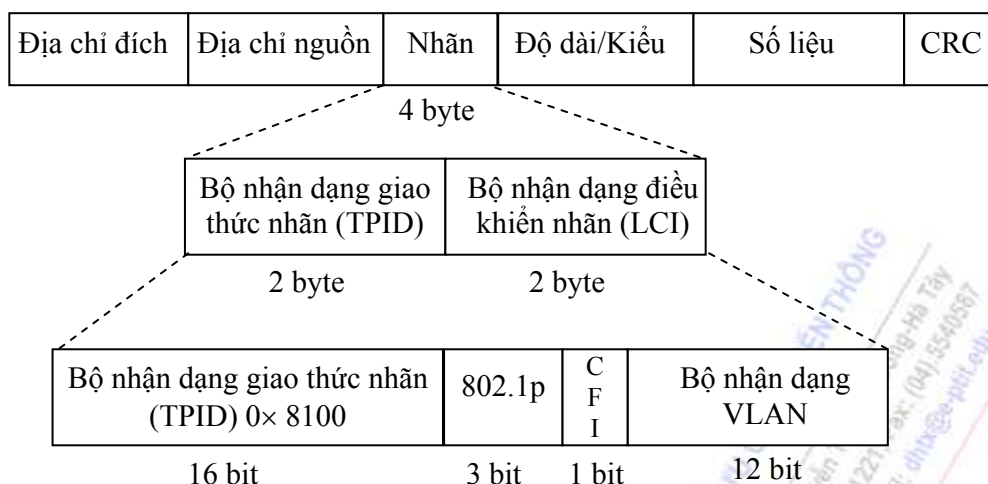 Địa chỉ đích Địa chỉ nguồn Nhãn Độ dài/Kiểu Số liệu CRC
4 byte
Bộ nhận dạng giao
thức nhãn (TPID)
Bộ nhận dạng điều
khiển nhãn (LCI)
2 byte 2 byte
Bộ nhận dạng giao thức nhãn
(TPID) 0× 8100
802.1p
C
F
I
Bộ nhận dạng
VLAN
16 bit 3 bit 1 bit 12 bit